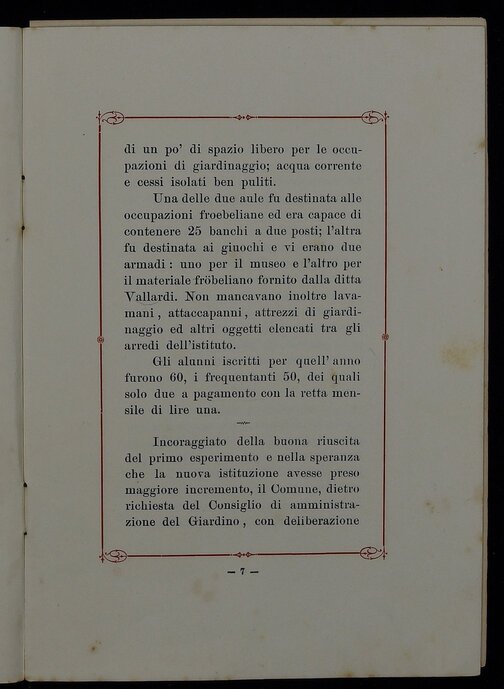 di un po' di spazio libero per le occu-
pazioni di giardinaggio; acqua corrente
e cessi isolati ben puliti.
Una delle due aule fu destinata alle
occupazioni froebeliane ed era capace di
contenere 25 banchi a due posti; l'altra
fu destinata ai giuochi e vi erano due
armadi : uno per il museo e l'altro per
il materiale fröbeliano fornito dalla ditta
Vallardi. Non mancavano inoltre lava-
mani , attaccapanni , attrezzi di giardi-
naggio ed altri oggetti elencati tra gli
arredi dell'istituto.
Gli alunni iscritti per quell' anno
furono 60, i frequentanti 50, dei quali
solo due a pagamento con la retta men-
sile di lire una.
Incoraggiato della buona riuscita
del primo esperimento e nella speranza
che la nuova istituzione avesse preso
maggiore incremento, il Comune, dietro
richiesta del Consiglio di amministra-
zione del Giardino , con deliberazione
— 7 —